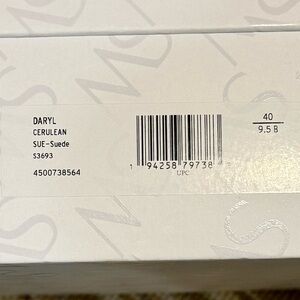 DARYL
CERULEAN
SUE-Suede
S3693
4500738564
1 94258 79738
UPC
40
9.5 B